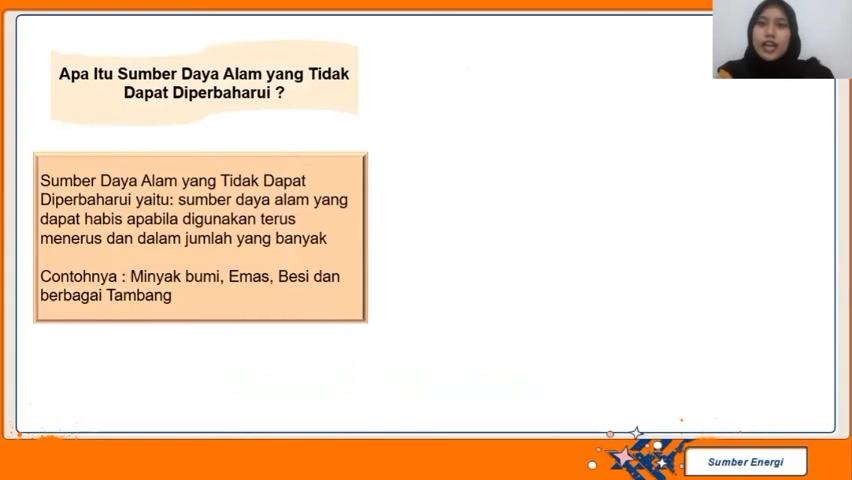 Apa Itu Sumber Daya Alam yang Tidak
Dapat Diperbaharui ?
Sumber Daya Alam yang Tidak Dapat
Diperbaharui yaitu: sumber daya alam yang
dapat habis apabila digunakan terus
menerus dan dalam jumlah yang banyak
Contohnya : Minyak bumi, Emas, Besi dan
berbagai Tambang
Sumber Energi